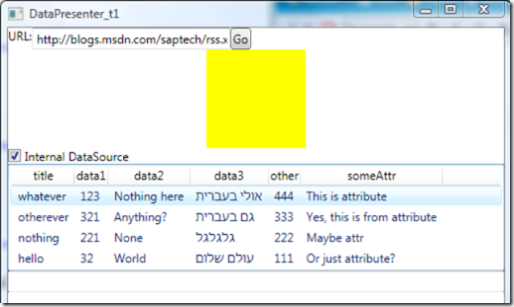 DataPresenter_t1
URL: http://blogs.msdn.com/saptech/rss.x Go
Internal DataSource
title data1 data2 data3 other someAttr
whatever 123 Nothing here אולי בעברית 444 This is attribute
otherever 321 Anything? גם בעברית 333 Yes, this is from attribute
nothing 221 None גלגלגל 222 Maybe attr
hello 32 World עולם שלום 111 Or just attribute?